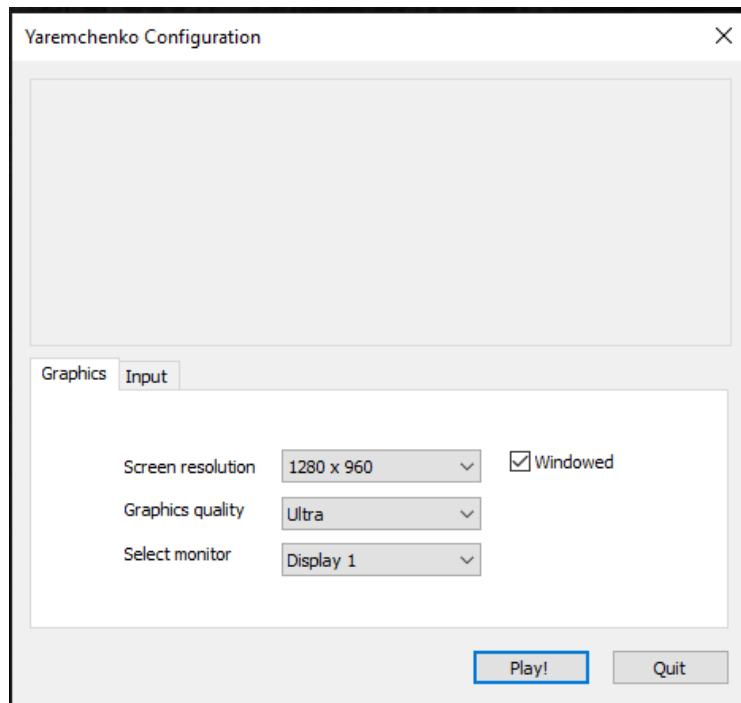 Yaremchenko Configuration
Graphics Input
Screen resolution 1280 x 960 Windowed
Graphics quality Ultra
Select monitor Display 1
Play! Quit